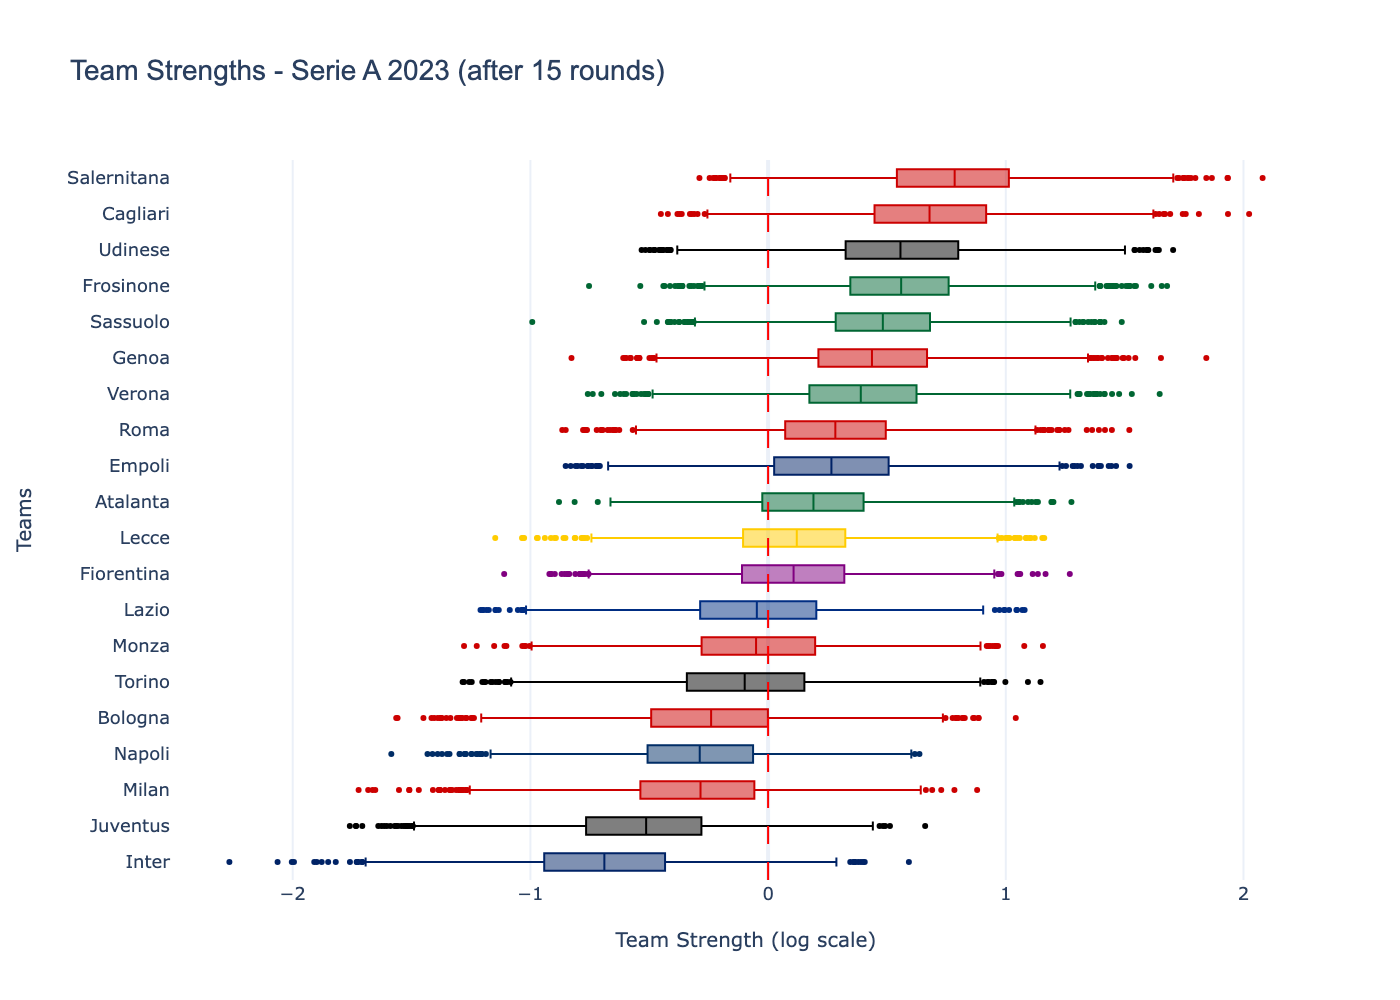 Team Strengths - Serie A 2023 (after 15 rounds)
Salernitana
Cagliari
Udinese
Frosinone
Sassuolo
Genoa
Verona
Roma
Empoli
Atalanta
Lecce
Fiorentina
Lazio
Monza
Torino
Bologna
Napoli
Milan
Juventus
Inter
Teams
−2 −1 0 1 2
Team Strength (log scale)